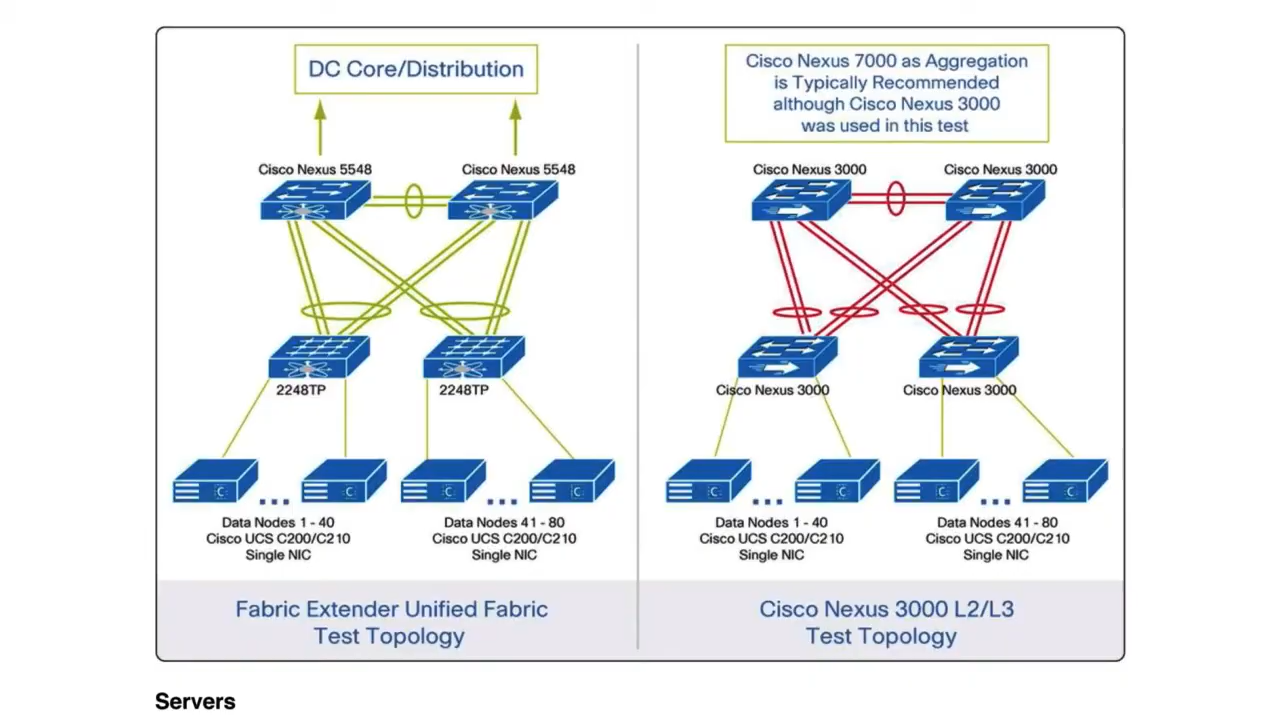 DC Core/Distribution
Cisco Nexus 5548
Cisco Nexus 5548
2248TP
2248TP
C
C
C
C
Data Nodes 1 - 40
Cisco UCS C200/C210
Single NIC
Data Nodes 41 - 80
Cisco UCS C200/C210
Single NIC
Fabric Extender Unified Fabric
Test Topology
Cisco Nexus 7000 as Aggregation
is Typically Recommended
although Cisco Nexus 3000
was used in this test
Cisco Nexus 3000
Cisco Nexus 3000
Cisco Nexus 3000
Cisco Nexus 3000
C
C
C
C
Data Nodes 1 - 40
Cisco UCS C200/C210
Single NIC
Data Nodes 41 - 80
Cisco UCS C200/C210
Single NIC
Cisco Nexus 3000 L2/L3
Test Topology
Servers